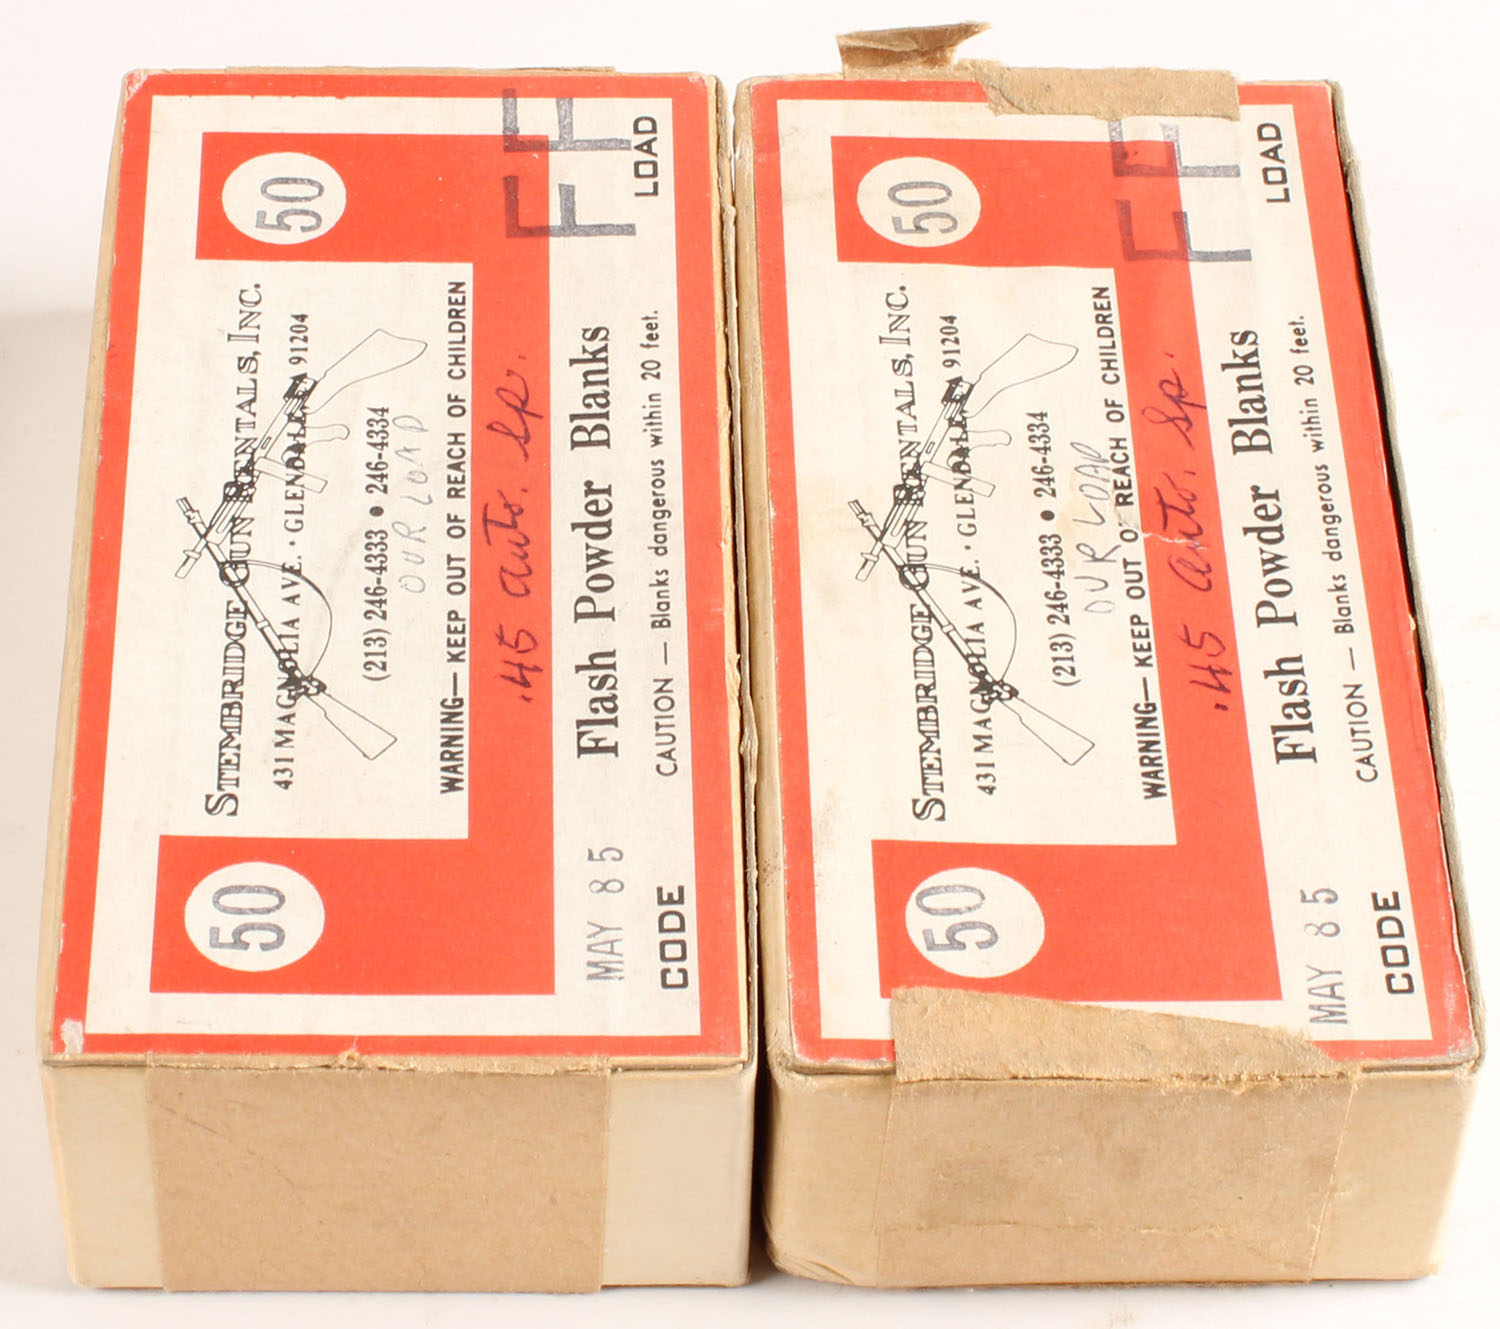 50
50
STEMBRIDGE GUN RENTALS, INC.
431 MAGNOLIA AVE. • GLENDALE, 91204
(213) 246-4333 • 246-4334
OUR LOAD
WARNING— KEEP OUT OF REACH OF CHILDREN
.45 auto. Sp.
FF
MAY 85
Flash Powder Blanks
CODE
CAUTION — Blanks dangerous within 20 feet.
LOAD
50
50
STEMBRIDGE GUN RENTALS, INC.
431 MAGNOLIA AVE. • GLENDALE, 91204
(213) 246-4333 • 246-4334
OUR LOAD
WARNING— KEEP OUT OF REACH OF CHILDREN
.45 auto. Sp.
FF
MAY 85
Flash Powder Blanks
CODE
CAUTION — Blanks dangerous within 20 feet.
LOAD